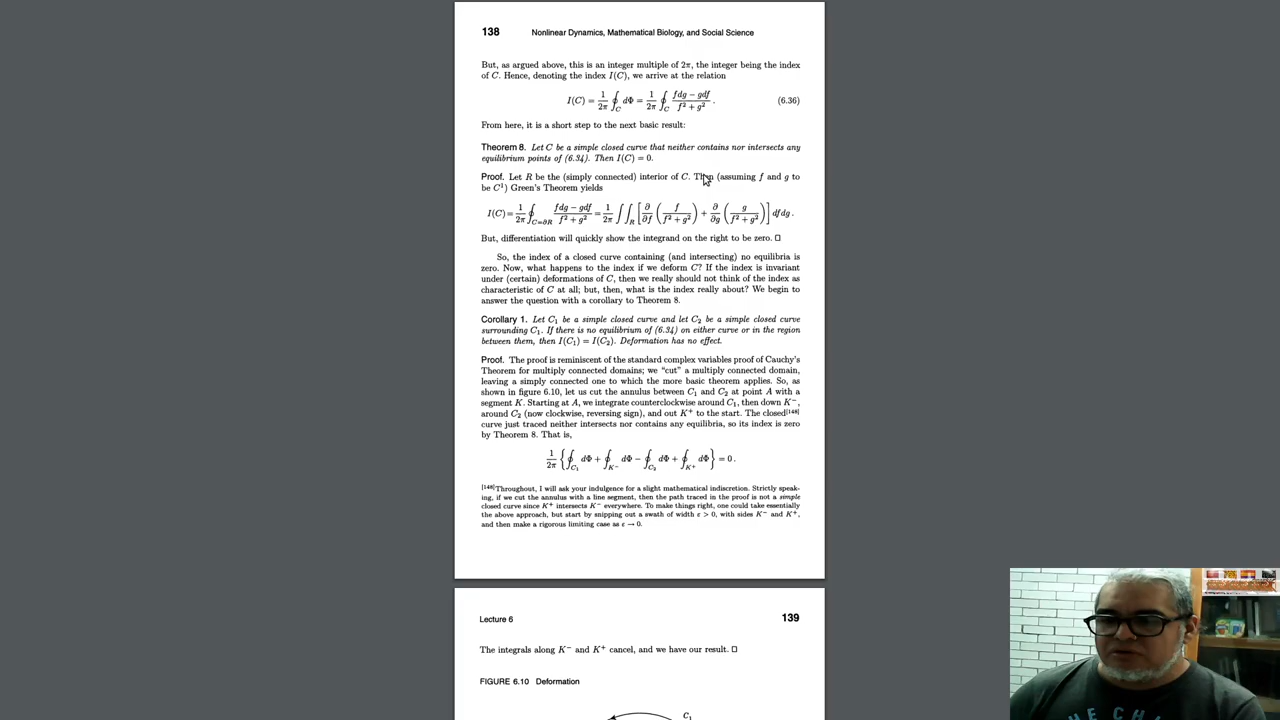 138 Nonlinear Dynamics, Mathematical Biology, and Social Science
But, as argued above, this is an integer multiple of 2π, the integer being the index
of C. Hence, denoting the index I(C), we arrive at the relation
I(C) = 1/2π ∮_C dΦ = 1/2π ∮_C (fdg − gdf)/(f² + g²) . (6.36)
From here, it is a short step to the next basic result:
Theorem 8. Let C be a simple closed curve that neither contains nor intersects any
equilibrium points of (6.34). Then I(C) = 0.
Proof. Let R be the (simply connected) interior of C. Then (assuming f and g to
be C¹) Green's Theorem yields
I(C) = 1/2π ∮_{C=∂R} (fdg − gdf)/(f² + g²) = 1/2π ∫∫_R [∂/∂f (f/(f² + g²)) + ∂/∂g (g/(f² + g²))] dfdg .
But, differentiation will quickly show the integrand on the right to be zero. □
So, the index of a closed curve containing (and intersecting) no equilibria is
zero. Now, what happens to the index if we deform C? If the index is invariant
under (certain) deformations of C, then we really should not think of the index as
characteristic of C at all; but, then, what is the index really about? We begin to
answer the question with a corollary to Theorem 8.
Corollary 1. Let C₁ be a simple closed curve and let C₂ be a simple closed curve
surrounding C₁. If there is no equilibrium of (6.34) on either curve or in the region
between them, then I(C₁) = I(C₂). Deformation has no effect.
Proof. The proof is reminiscent of the standard complex variables proof of Cauchy's
Theorem for multiply connected domains; we "cut" a multiply connected domain,
leaving a simply connected one to which the more basic theorem applies. So, as
shown in figure 6.10, let us cut the annulus between C₁ and C₂ at point A with a
segment K. Starting at A, we integrate counterclockwise around C₁, then down K⁻,
around C₂ (now clockwise, reversing sign), and out K⁺ to the start. The closed[148]
curve just traced neither intersects nor contains any equilibria, so its index is zero
by Theorem 8. That is,
1/2π {∮_{C₁} dΦ + ∮_{K⁻} dΦ − ∮_{C₂} dΦ + ∮_{K⁺} dΦ} = 0 .
[148]Throughout, I will ask your indulgence for a slight mathematical indiscretion. Strictly speak-
ing, if we cut the annulus with a line segment, then the path traced in the proof is not a simple
closed curve since K⁺ intersects K⁻ everywhere. To make things right, one could take essentially
the above approach, but start by snipping out a swath of width ε > 0, with sides K⁻ and K⁺,
and then make a rigorous limiting case as ε → 0.
Lecture 6 139
The integrals along K⁻ and K⁺ cancel, and we have our result. □
FIGURE 6.10 Deformation
C₁